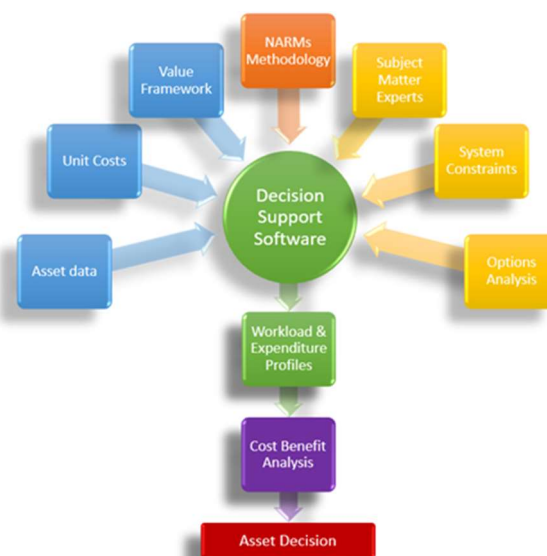 NARMs
Methodology
Value
Framework
Subject
Matter
Experts
Unit Costs
System
Constraints
Decision
Support
Software
Asset data
Options
Analysis
Workload &
Expenditure
Profiles
Cost Benefit
Analysis
Asset Decision